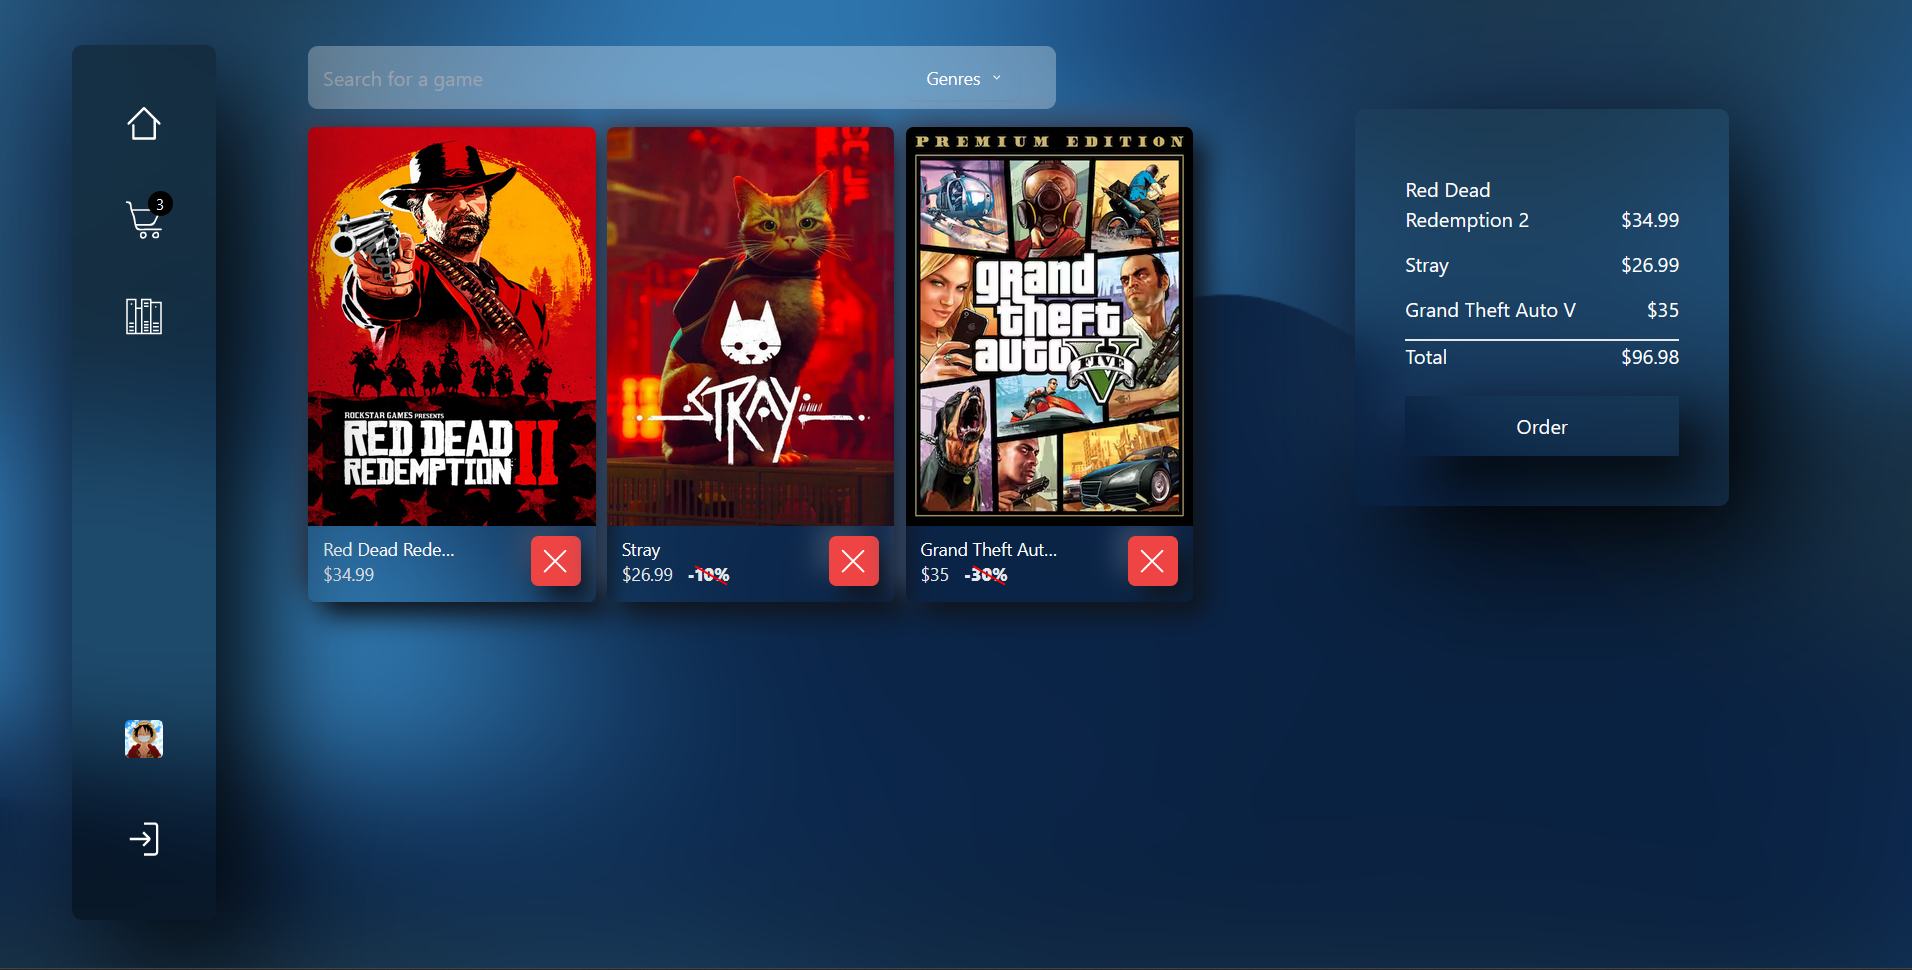 Search for a game
Genres
3
ROCKSTAR GAMES PRESENTS
RED DEAD
REDEMPTION II
STRAY
PREMIUM EDITION
grand
theft
auto V
FIVE
Red Dead Rede...
$34.99
Stray
$26.99 -10%
Grand Theft Aut...
$35 -30%
Red Dead
Redemption 2 $34.99
Stray $26.99
Grand Theft Auto V $35
Total $96.98
Order